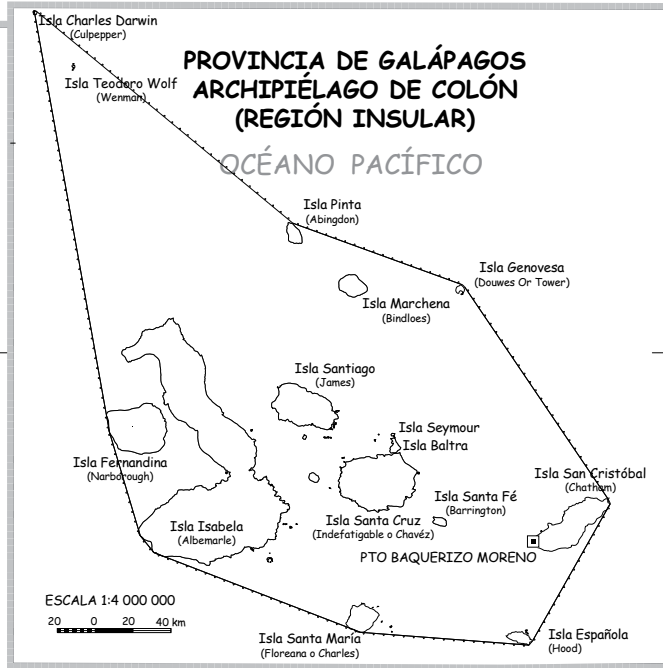 Isla Charles Darwin
(Culpepper)
PROVINCIA DE GALÁPAGOS
ARCHIPIÉLAGO DE COLÓN
(REGIÓN INSULAR)
Isla Teodoro Wolf
(Wenman)
OCÉANO PACÍFICO
Isla Pinta
(Abingdon)
Isla Genovesa
(Douwes Or Tower)
Isla Marchena
(Bindloes)
Isla Santiago
(James)
Isla Seymour
Isla Baltra
Isla Fernandina
(Narborough)
Isla San Cristóbal
(Chatham)
Isla Santa Fé
(Barrington)
Isla Isabela
(Albemarle)
Isla Santa Cruz
(Indefatigable o Chavéz)
PTO BAQUERIZO MORENO
ESCALA 1:4 000 000
20 0 20 40 km
Isla Santa María
(Floreana o Charles)
Isla Española
(Hood)